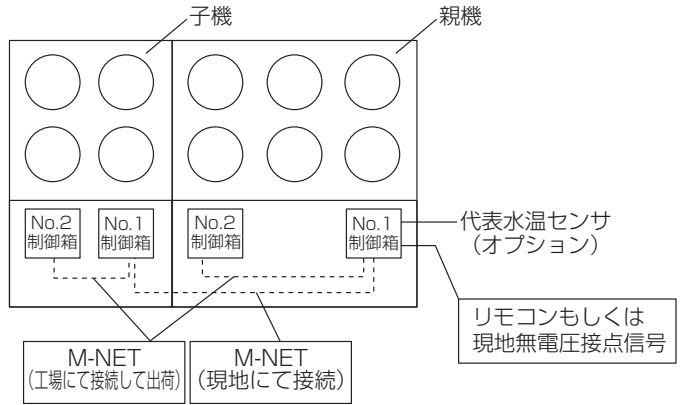 子機
親機
No.2
制御箱
No.1
制御箱
No.2
制御箱
No.1
制御箱
代表水温センサ
（オプション）
リモコンもしくは
現地無電圧接点信号
M-NET
（工場にて接続して出荷）
M-NET
（現地にて接続）